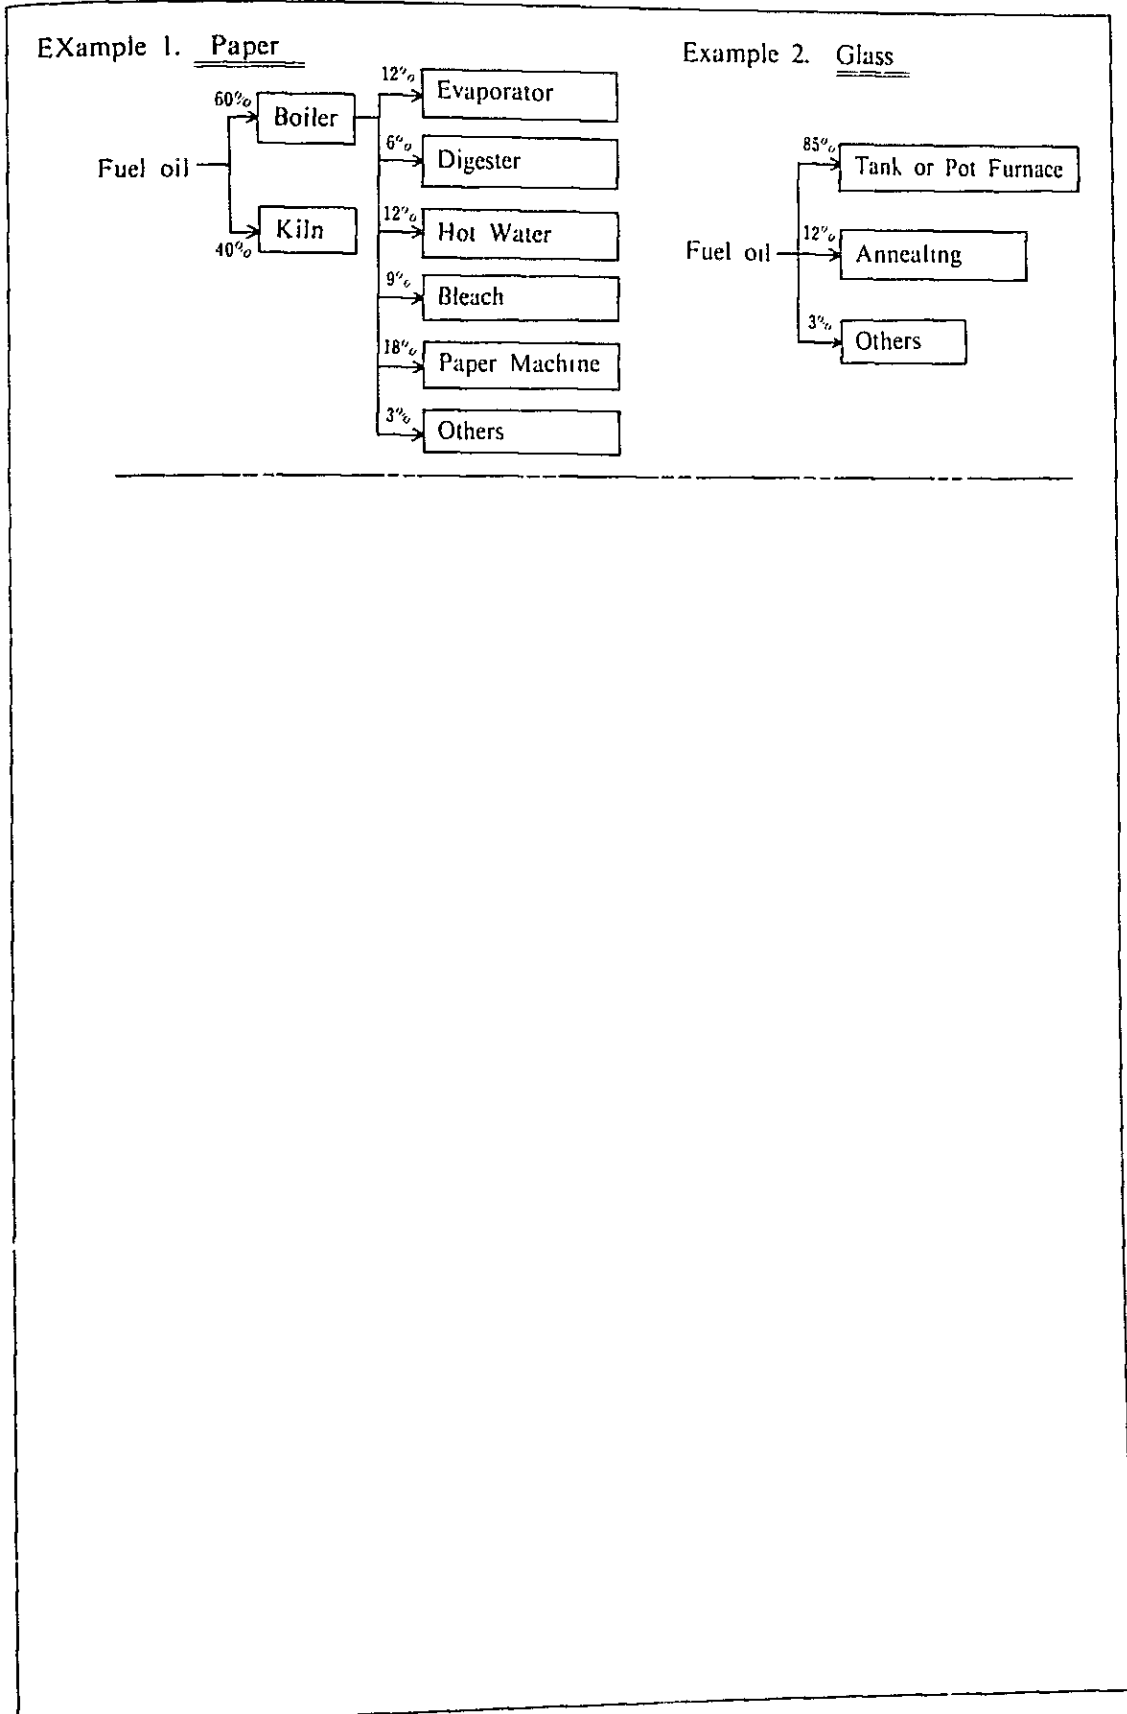 EXample 1. Paper
60%
Boiler
Fuel oil
Kiln
40%
12%
Evaporator
6%
Digester
12%
Hot Water
9%
Bleach
18%
Paper Machine
3%
Others
Example 2. Glass
85%
Tank or Pot Furnace
Fuel oil
12%
Annealing
3%
Others